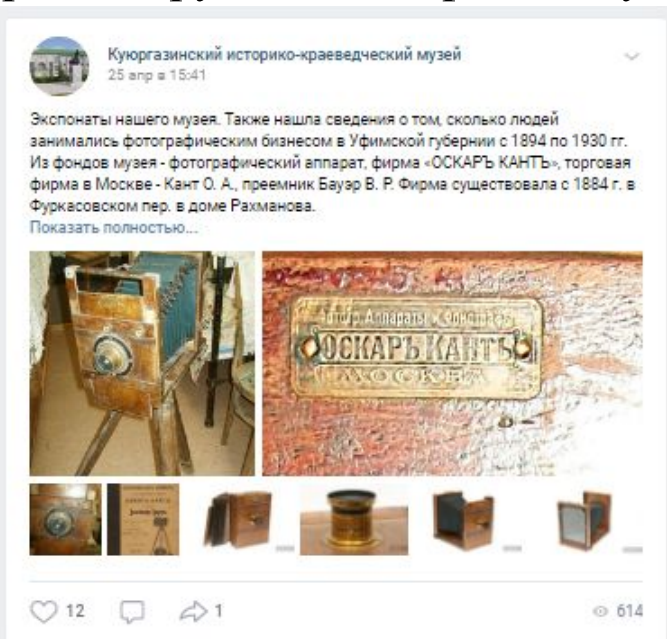 Куюргазинский историко-краеведческий музей
25 апр в 15:41
Экспонаты нашего музея. Также нашла сведения о том, сколько людей
занимались фотографическим бизнесом в Уфимской губернии с 1894 по 1930 гг.
Из фондов музея - фотографический аппарат, фирма «ОСКАРЪ КАНТЪ», торговая
фирма в Москве - Кант О. А., преемник Бауэр В. Р. Фирма существовала с 1884 г. в
Фуркасовском пер. в доме Рахманова.
Показать полностью...
Аппараты и
ОСКАРЪ КАНТЪ
МОСКВА
12
1
614